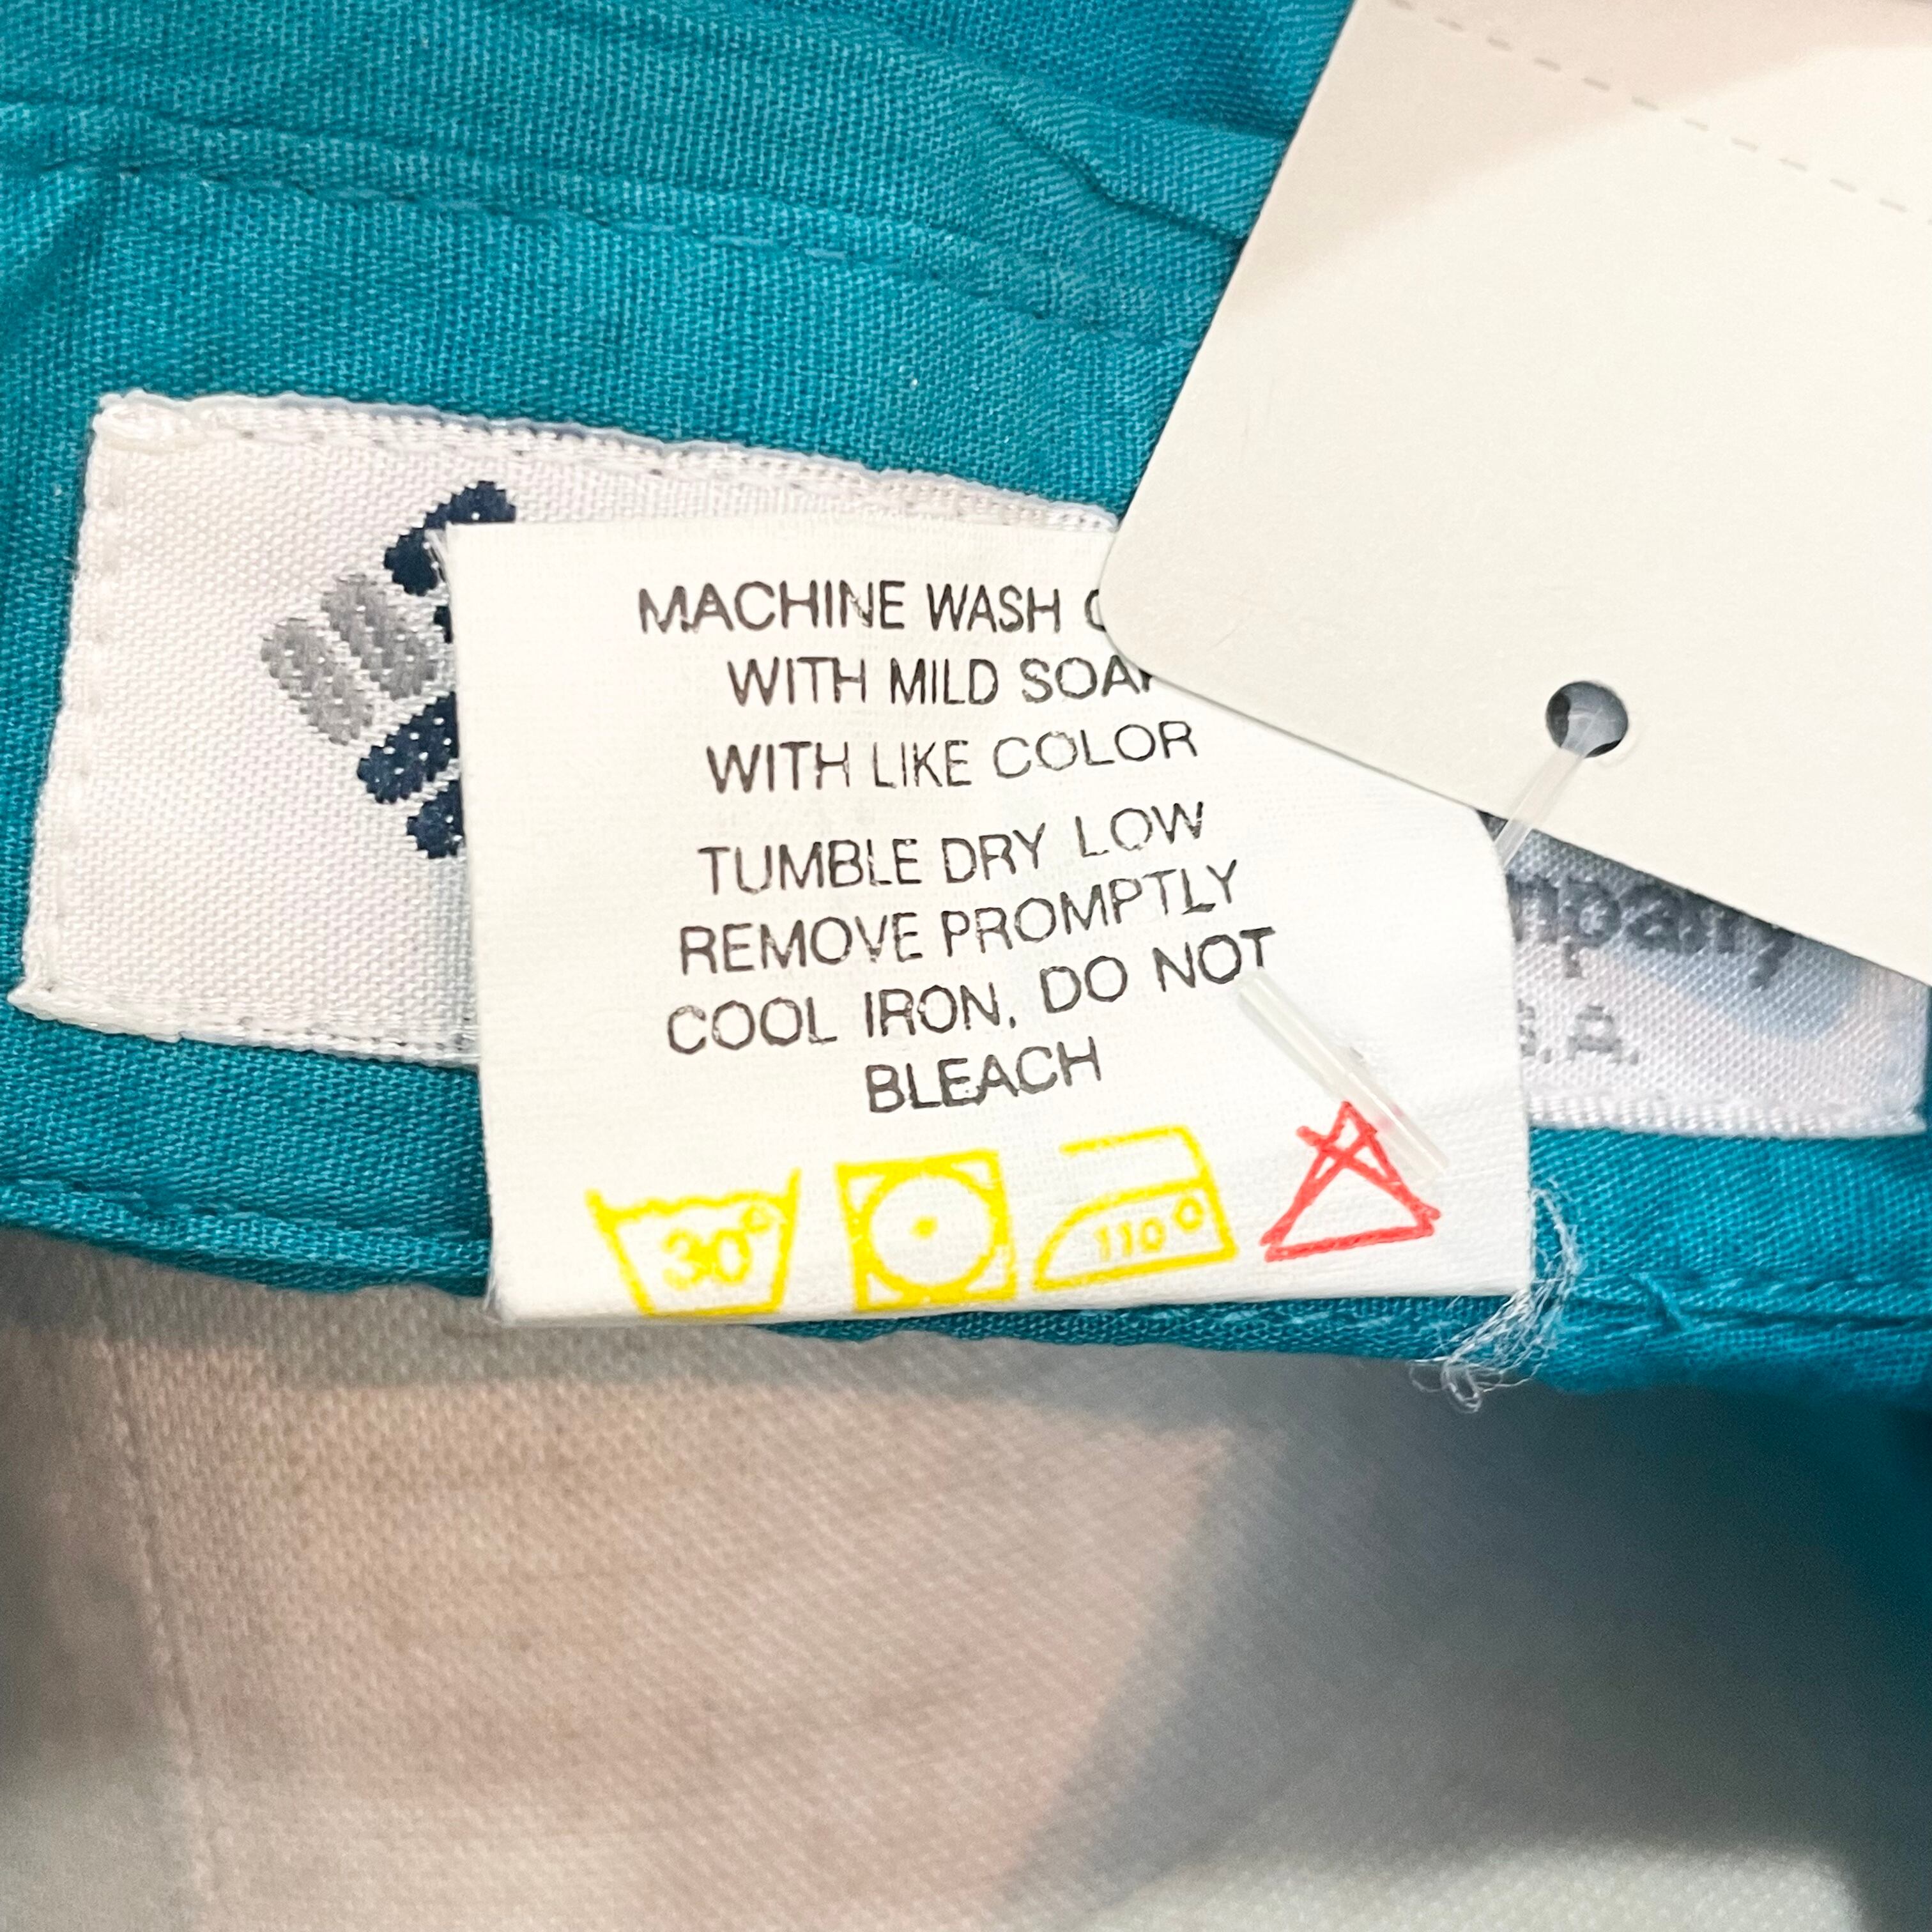 MACHINE WASH
WITH MILD SOAP
WITH LIKE COLOR
TUMBLE DRY LOW
REMOVE PROMPTLY
COOL IRON, DO NOT
BLEACH
30°
110°